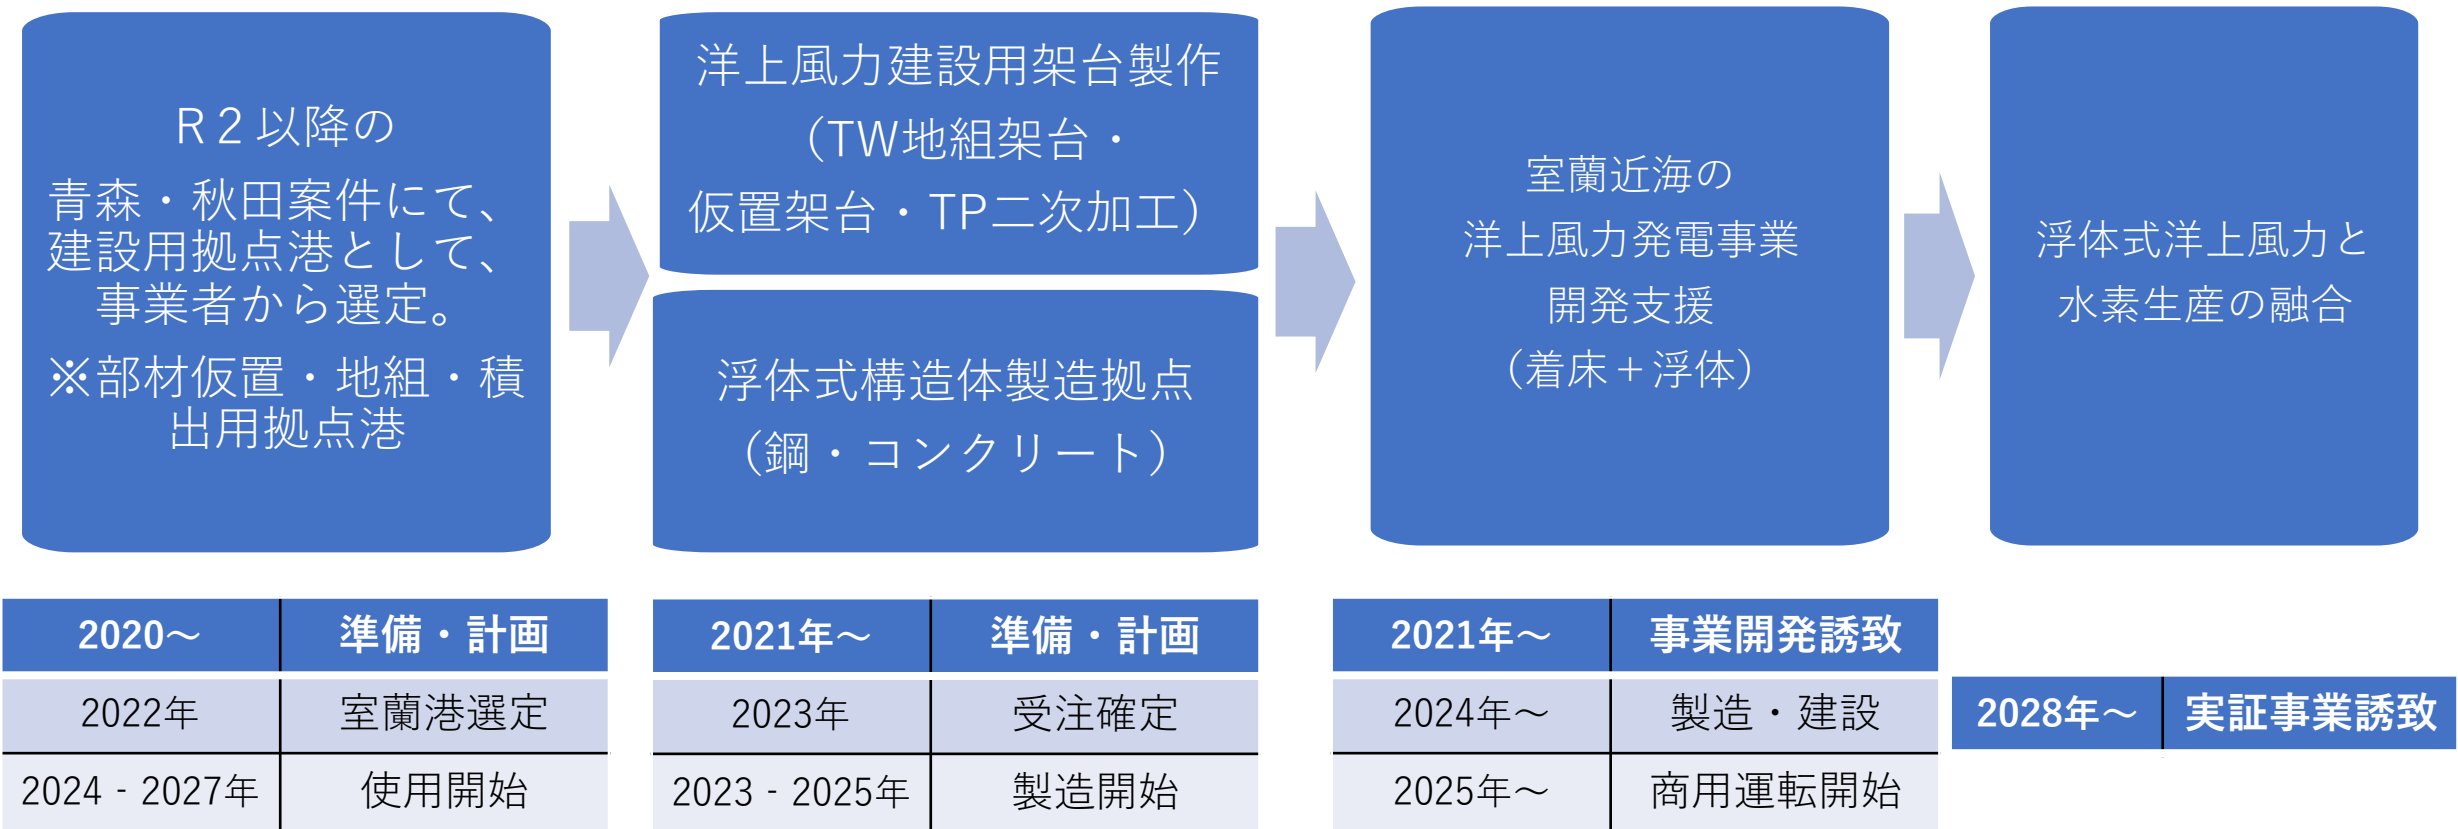 R２以降の
青森・秋田案件にて、
建設用拠点港として、
事業者から選定。
※部材仮置・地組・積
出用拠点港
洋上風力建設用架台製作
（TW地組架台・
仮置架台・TP二次加工）
浮体式構造体製造拠点
（鋼・コンクリート）
室蘭近海の
洋上風力発電事業
開発支援
（着床＋浮体）
浮体式洋上風力と
水素生産の融合
2020～ 準備・計画
2022年 室蘭港選定
2024‐2027年 使用開始
2021年～ 準備・計画
2023年 受注確定
2023‐2025年 製造開始
2021年～ 事業開発誘致
2024年～ 製造・建設
2025年～ 商用運転開始
2028年～ 実証事業誘致